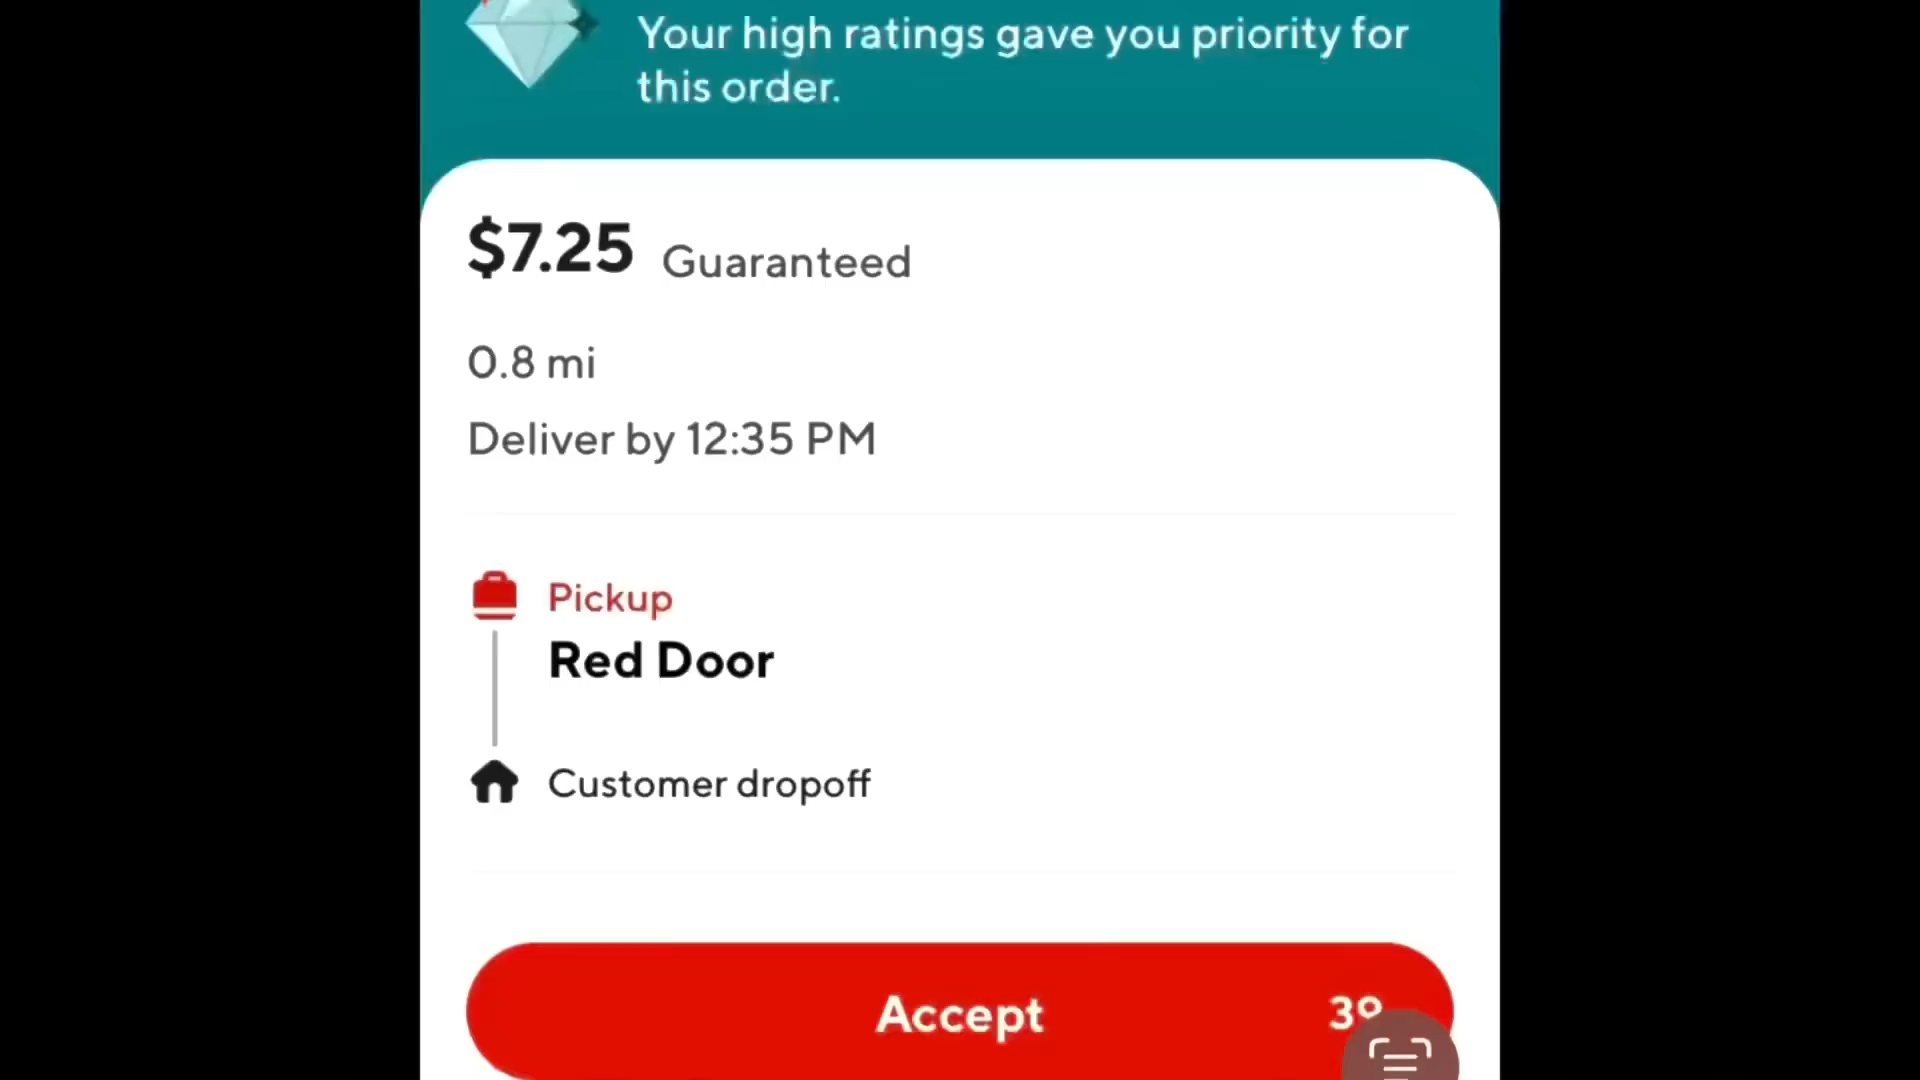 Your high ratings gave you priority for
this order.
$7.25 Guaranteed
0.8 mi
Deliver by 12:35 PM
Pickup
Red Door
Customer dropoff
Accept